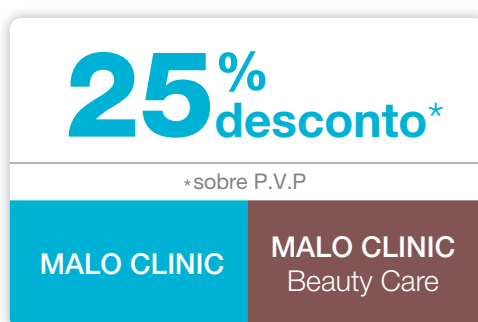 25%
desconto*
*sobre P.V.P
MALO CLINIC
MALO CLINIC
Beauty Care